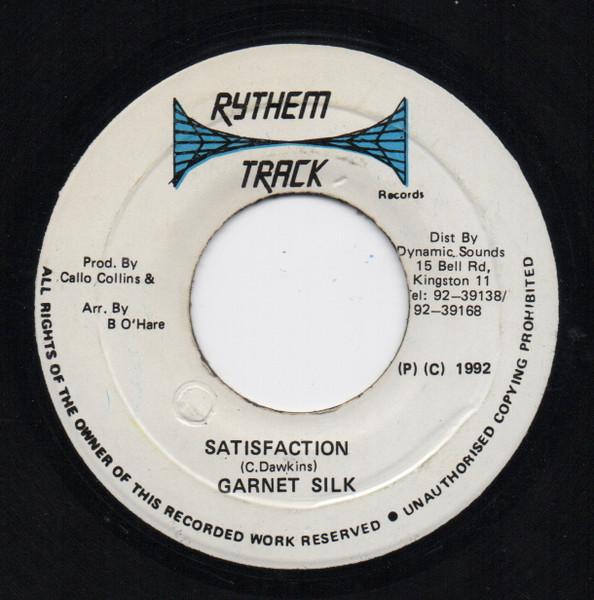 RYTHEM
TRACK
Records
Prod. By
Callo Collins &
Arr. By
B O'Hare
Dist By
Dynamic Sounds
15 Bell Rd,
Kingston 11
Tel: 92—39138/
92—39168
(P) (C) 1992
SATISFACTION
(C.Dawkins)
GARNET SILK
ALL RIGHTS OF THE OWNER OF THIS RECORDED WORK RESERVED ● UNAUTHORISED COPYING PROHIBITED